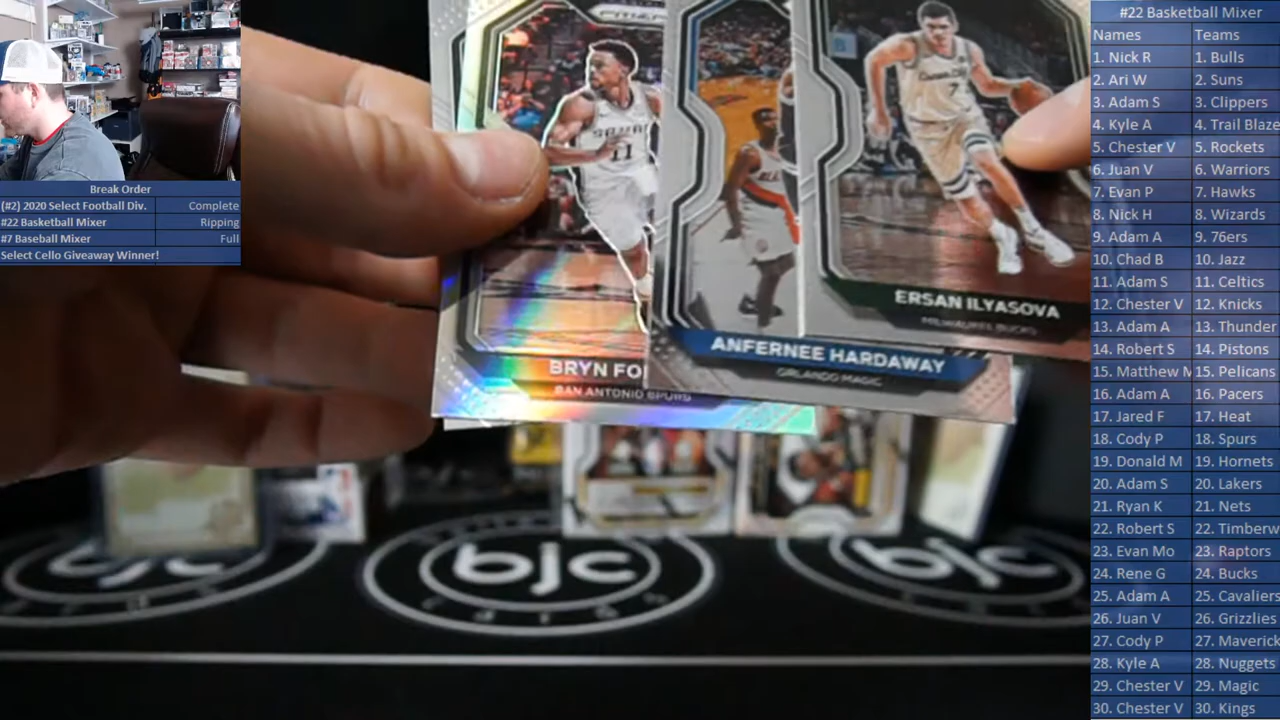 #22 Basketball Mixer
Names Teams
1. Nick R 1. Bulls
2. Ari W 2. Suns
3. Adam S 3. Clippers
4. Kyle A 4. Trail Blaze
5. Chester V 5. Rockets
6. Juan V 6. Warriors
7. Evan P 7. Hawks
8. Nick H 8. Wizards
9. Adam A 9. 76ers
10. Chad B 10. Jazz
11. Adam S 11. Celtics
12. Chester V 12. Knicks
13. Adam A 13. Thunder
14. Robert S 14. Pistons
15. Matthew M 15. Pelicans
16. Adam A 16. Pacers
17. Jared F 17. Heat
18. Cody P 18. Spurs
19. Donald M 19. Hornets
20. Adam S 20. Lakers
21. Ryan K 21. Nets
22. Robert S 22. Timberw
23. Evan Mo 23. Raptors
24. Rene G 24. Bucks
25. Adam A 25. Cavaliers
26. Juan V 26. Grizzlies
27. Cody P 27. Maverick
28. Kyle A 28. Nuggets
29. Chester V 29. Magic
30. Chester V 30. Kings
Break Order
(#2) 2020 Select Football Div. Complete
#22 Basketball Mixer Ripping
#7 Baseball Mixer Full
Select Cello Giveaway Winner!
7
11
ERSAN ILYASOVA
MILWAUKEE BUCKS
ANFERNEE HARDAWAY
ORLANDO MAGIC
BRYN FO
SAN ANTONIO SPURS
bjc
bjc
bjc